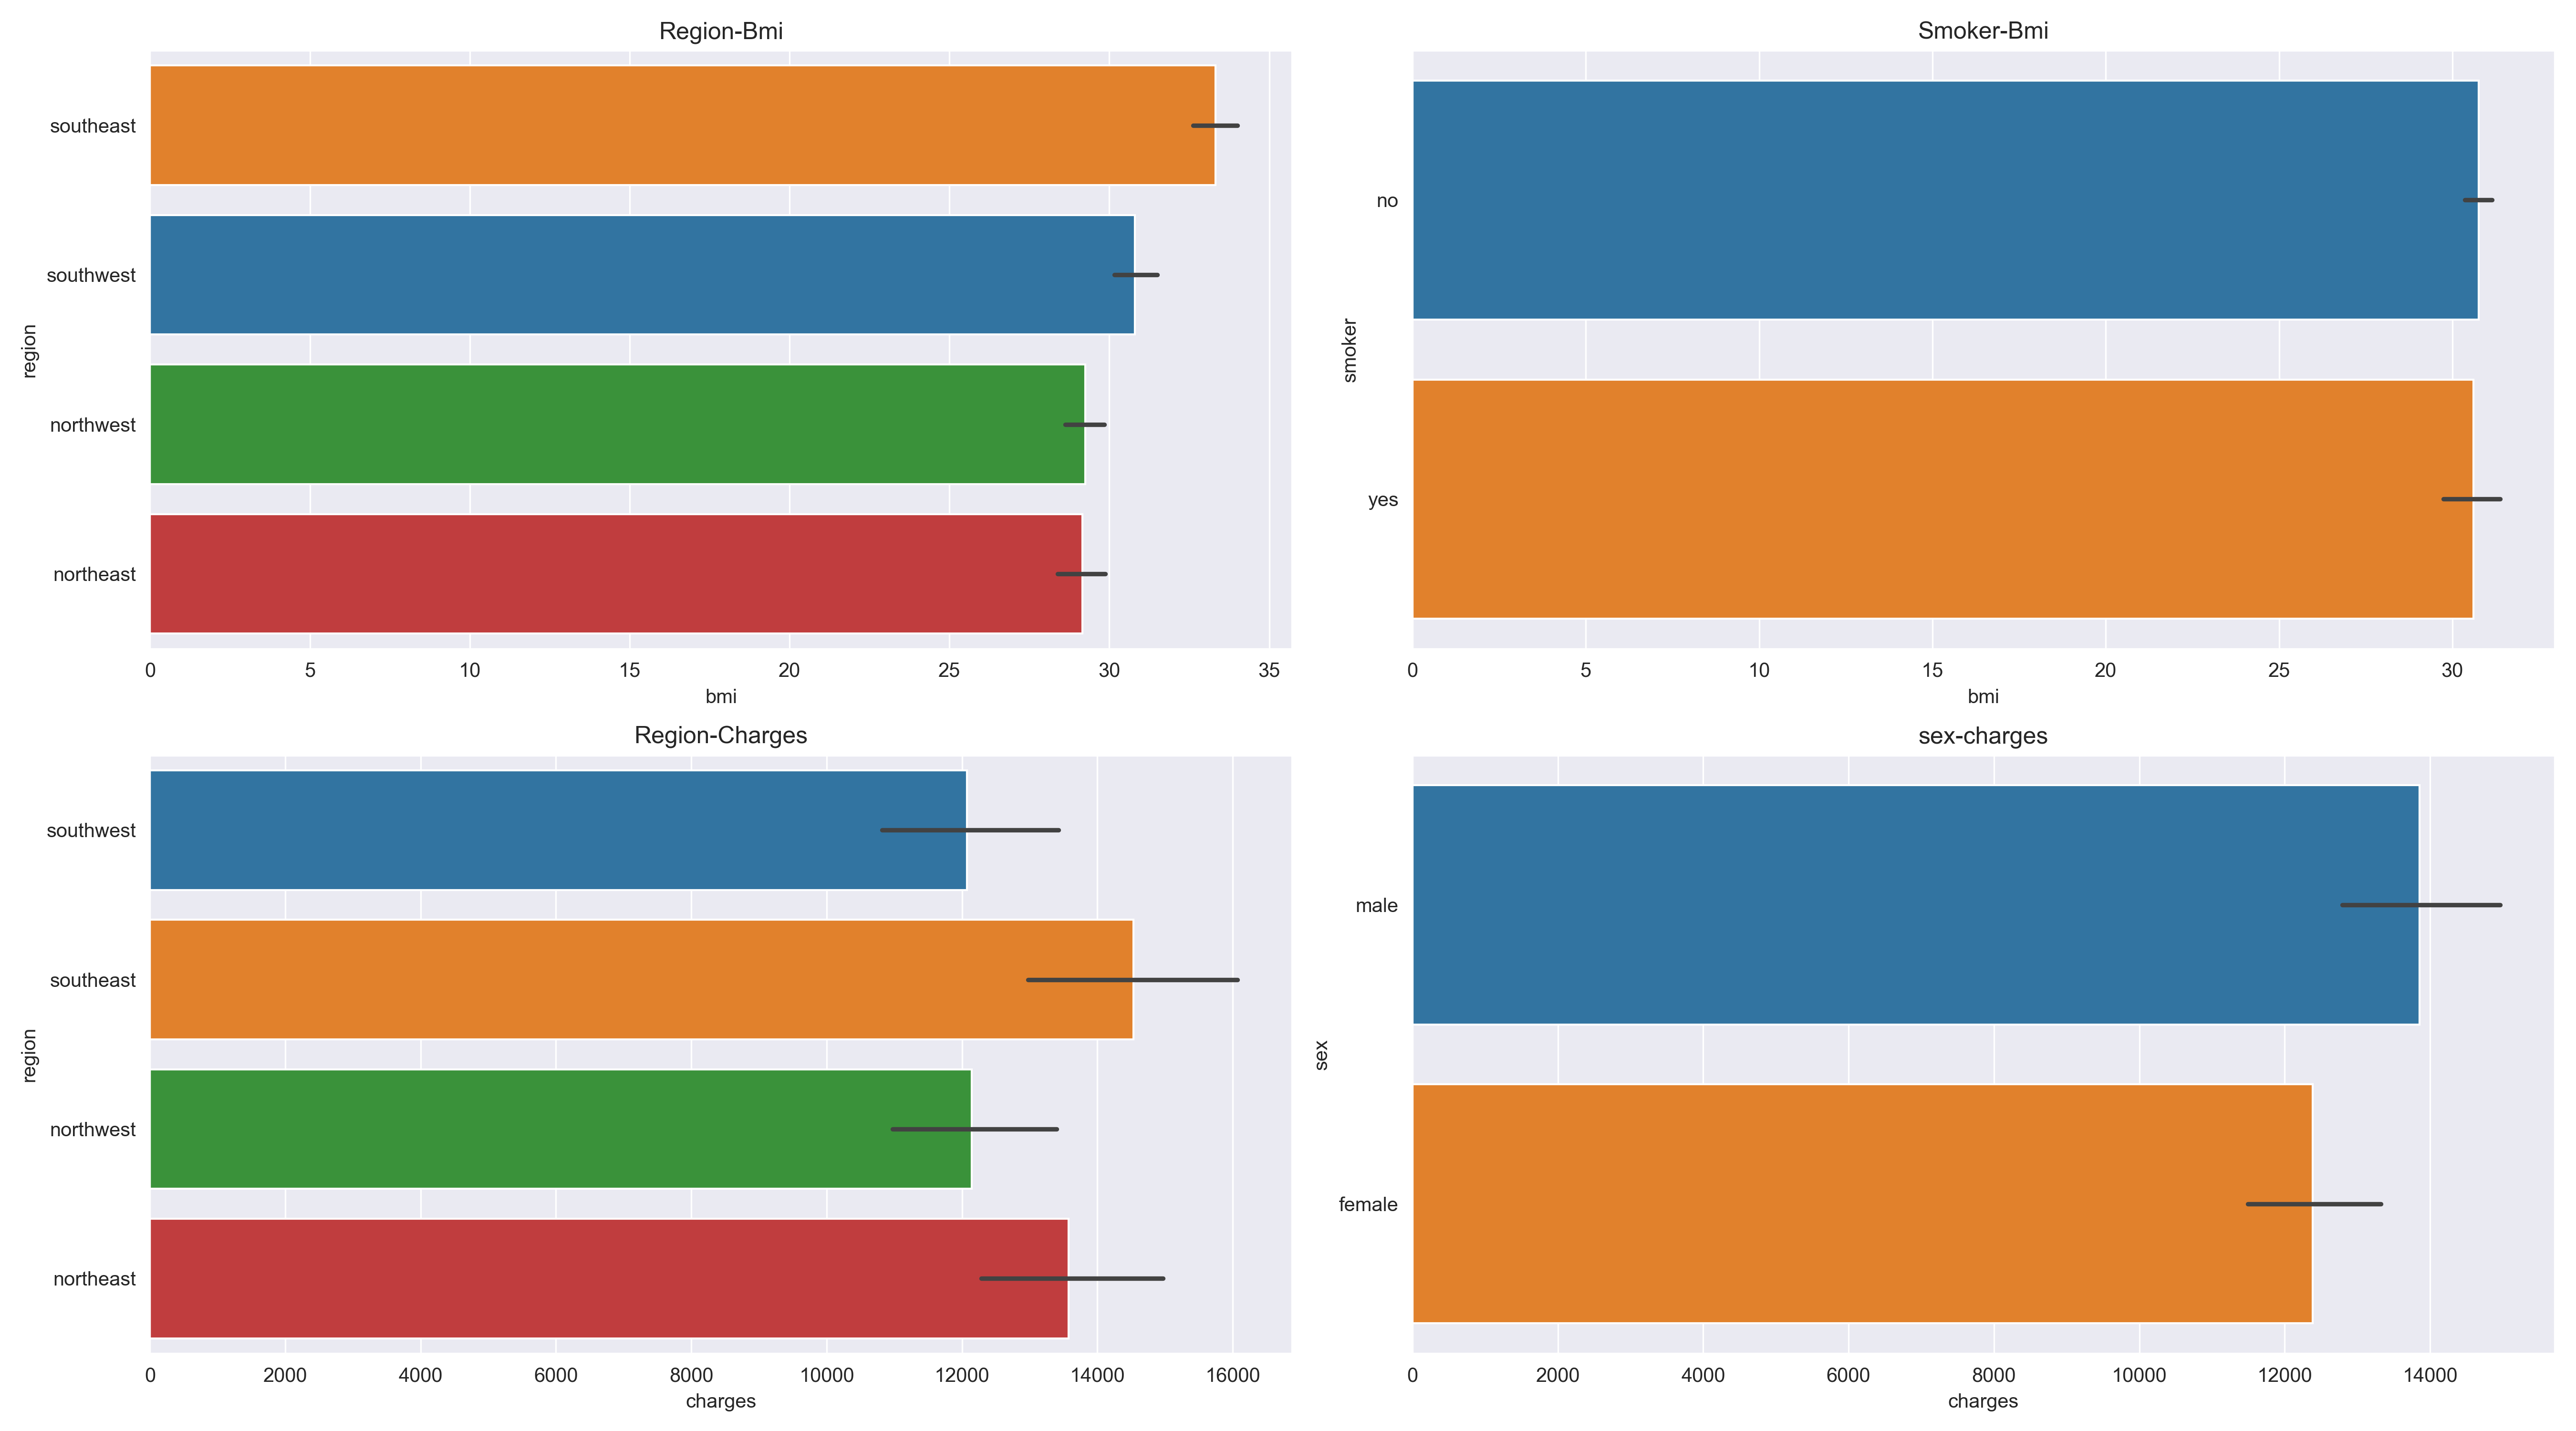 Region-Bmi
southeast
southwest
northwest
northeast
region
0 5 10 15 20 25 30 35
bmi
Smoker-Bmi
no
yes
smoker
0 5 10 15 20 25 30
bmi
Region-Charges
southwest
southeast
northwest
northeast
region
0 2000 4000 6000 8000 10000 12000 14000 16000
charges
sex-charges
male
female
sex
0 2000 4000 6000 8000 10000 12000 14000
charges